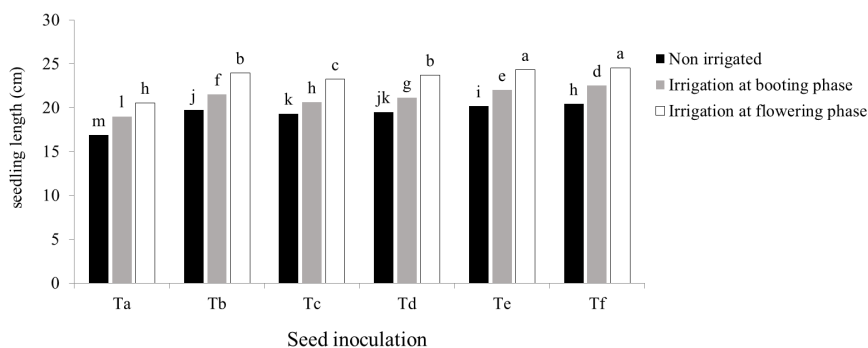 30
25
20
15
10
5
0
seedling length (cm)
m l h
j f b
k h c
jk g b
i e a
h d a
Ta Tb Tc Td Te Tf
Seed inoculation
Non irrigated
Irrigation at booting phase
Irrigation at flowering phase